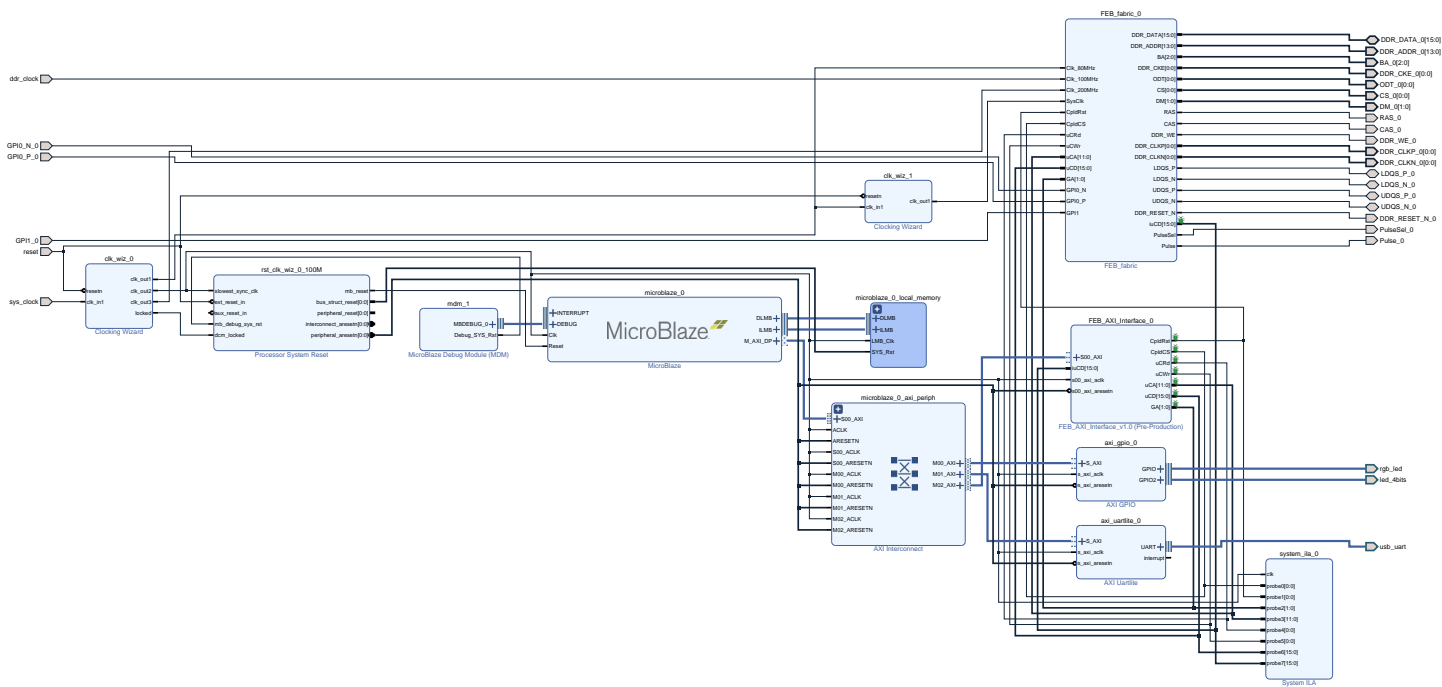 FEB_fabric_0
DDR_DATA[15:0]
DDR_ADDR[13:0]
BA[2:0]
DDR_CKE[0:0]
ODT[0:0]
CS[0:0]
DM[1:0]
RAS
CAS
DDR_WE
DDR_CLKP[0:0]
DDR_CLKN[0:0]
LDQS_P
LDQS_N
UDQS_P
UDQS_N
DDR_RESET_N
iuCD[15:0]
PulseSel
Pulse
Clk_80MHz
Clk_100MHz
Clk_200MHz
SysClk
CpldRst
CpldCS
uCRd
uCWr
uCA[11:0]
uCD[15:0]
GA[1:0]
GPI0_N
GPI0_P
GPI1
FEB_fabric
DDR_DATA_0[15:0]
DDR_ADDR_0[13:0]
BA_0[2:0]
DDR_CKE_0[0:0]
ODT_0[0:0]
CS_0[0:0]
DM_0[1:0]
RAS_0
CAS_0
DDR_WE_0
DDR_CLKP_0[0:0]
DDR_CLKN_0[0:0]
LDQS_P_0
LDQS_N_0
UDQS_P_0
UDQS_N_0
DDR_RESET_N_0
PulseSel_0
Pulse_0
ddr_clock
GPI0_N_0
GPI0_P_0
GPI1_0
reset
sys_clock
clk_wiz_1
resetn
clk_in1
clk_out1
Clocking Wizard
clk_wiz_0
resetn
clk_in1
clk_out1
clk_out2
clk_out3
locked
Clocking Wizard
rst_clk_wiz_0_100M
slowest_sync_clk
ext_reset_in
aux_reset_in
mb_debug_sys_rst
dcm_locked
mb_reset
bus_struct_reset[0:0]
peripheral_reset[0:0]
interconnect_aresetn[0:0]
peripheral_aresetn[0:0]
Processor System Reset
mdm_1
MBDEBUG_0
Debug_SYS_Rst
MicroBlaze Debug Module (MDM)
microblaze_0
INTERRUPT
DEBUG
Clk
Reset
MicroBlaze
DLMB
ILMB
M_AXI_DP
MicroBlaze
microblaze_0_local_memory
DLMB
ILMB
LMB_Clk
SYS_Rst
microblaze_0_axi_periph
S00_AXI
ACLK
ARESETN
S00_ACLK
S00_ARESETN
M00_ACLK
M00_ARESETN
M01_ACLK
M01_ARESETN
M02_ACLK
M02_ARESETN
M00_AXI
M01_AXI
M02_AXI
AXI Interconnect
FEB_AXI_Interface_0
S00_AXI
iuCD[15:0]
s00_axi_aclk
s00_axi_aresetn
CpldRst
CpldCS
uCRd
uCWr
uCA[11:0]
uCD[15:0]
GA[1:0]
FEB_AXI_Interface_v1.0 (Pre-Production)
axi_gpio_0
S_AXI
s_axi_aclk
s_axi_aresetn
GPIO
GPIO2
AXI GPIO
rgb_led
led_4bits
axi_uartlite_0
S_AXI
s_axi_aclk
s_axi_aresetn
UART
interrupt
AXI Uartlite
usb_uart
system_ila_0
clk
probe0[0:0]
probe1[0:0]
probe2[1:0]
probe3[11:0]
probe4[0:0]
probe5[0:0]
probe6[15:0]
probe7[15:0]
System ILA